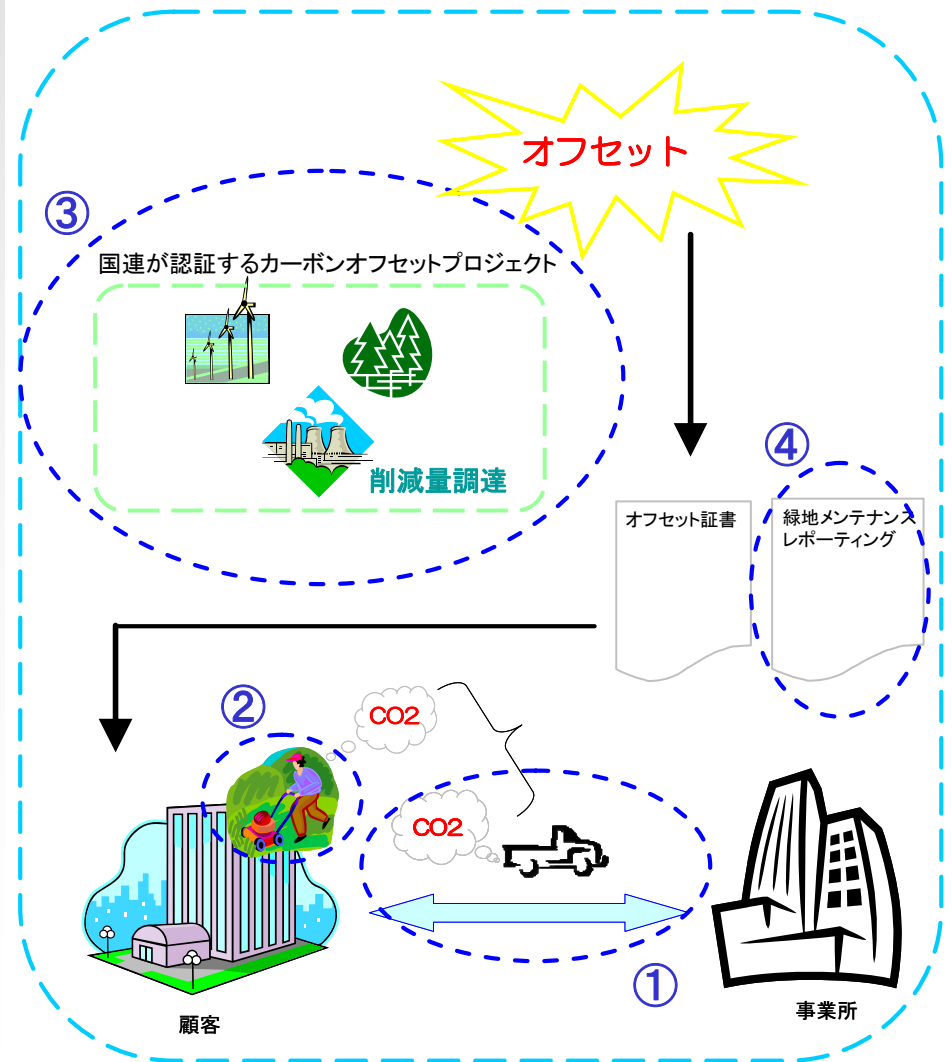 オフセット
③
国連が認証するカーボンオフセットプロジェクト
削減量調達
④
オフセット証書
緑地メンテナンス
レポーティング
②
CO2
CO2
①
顧客
事業所